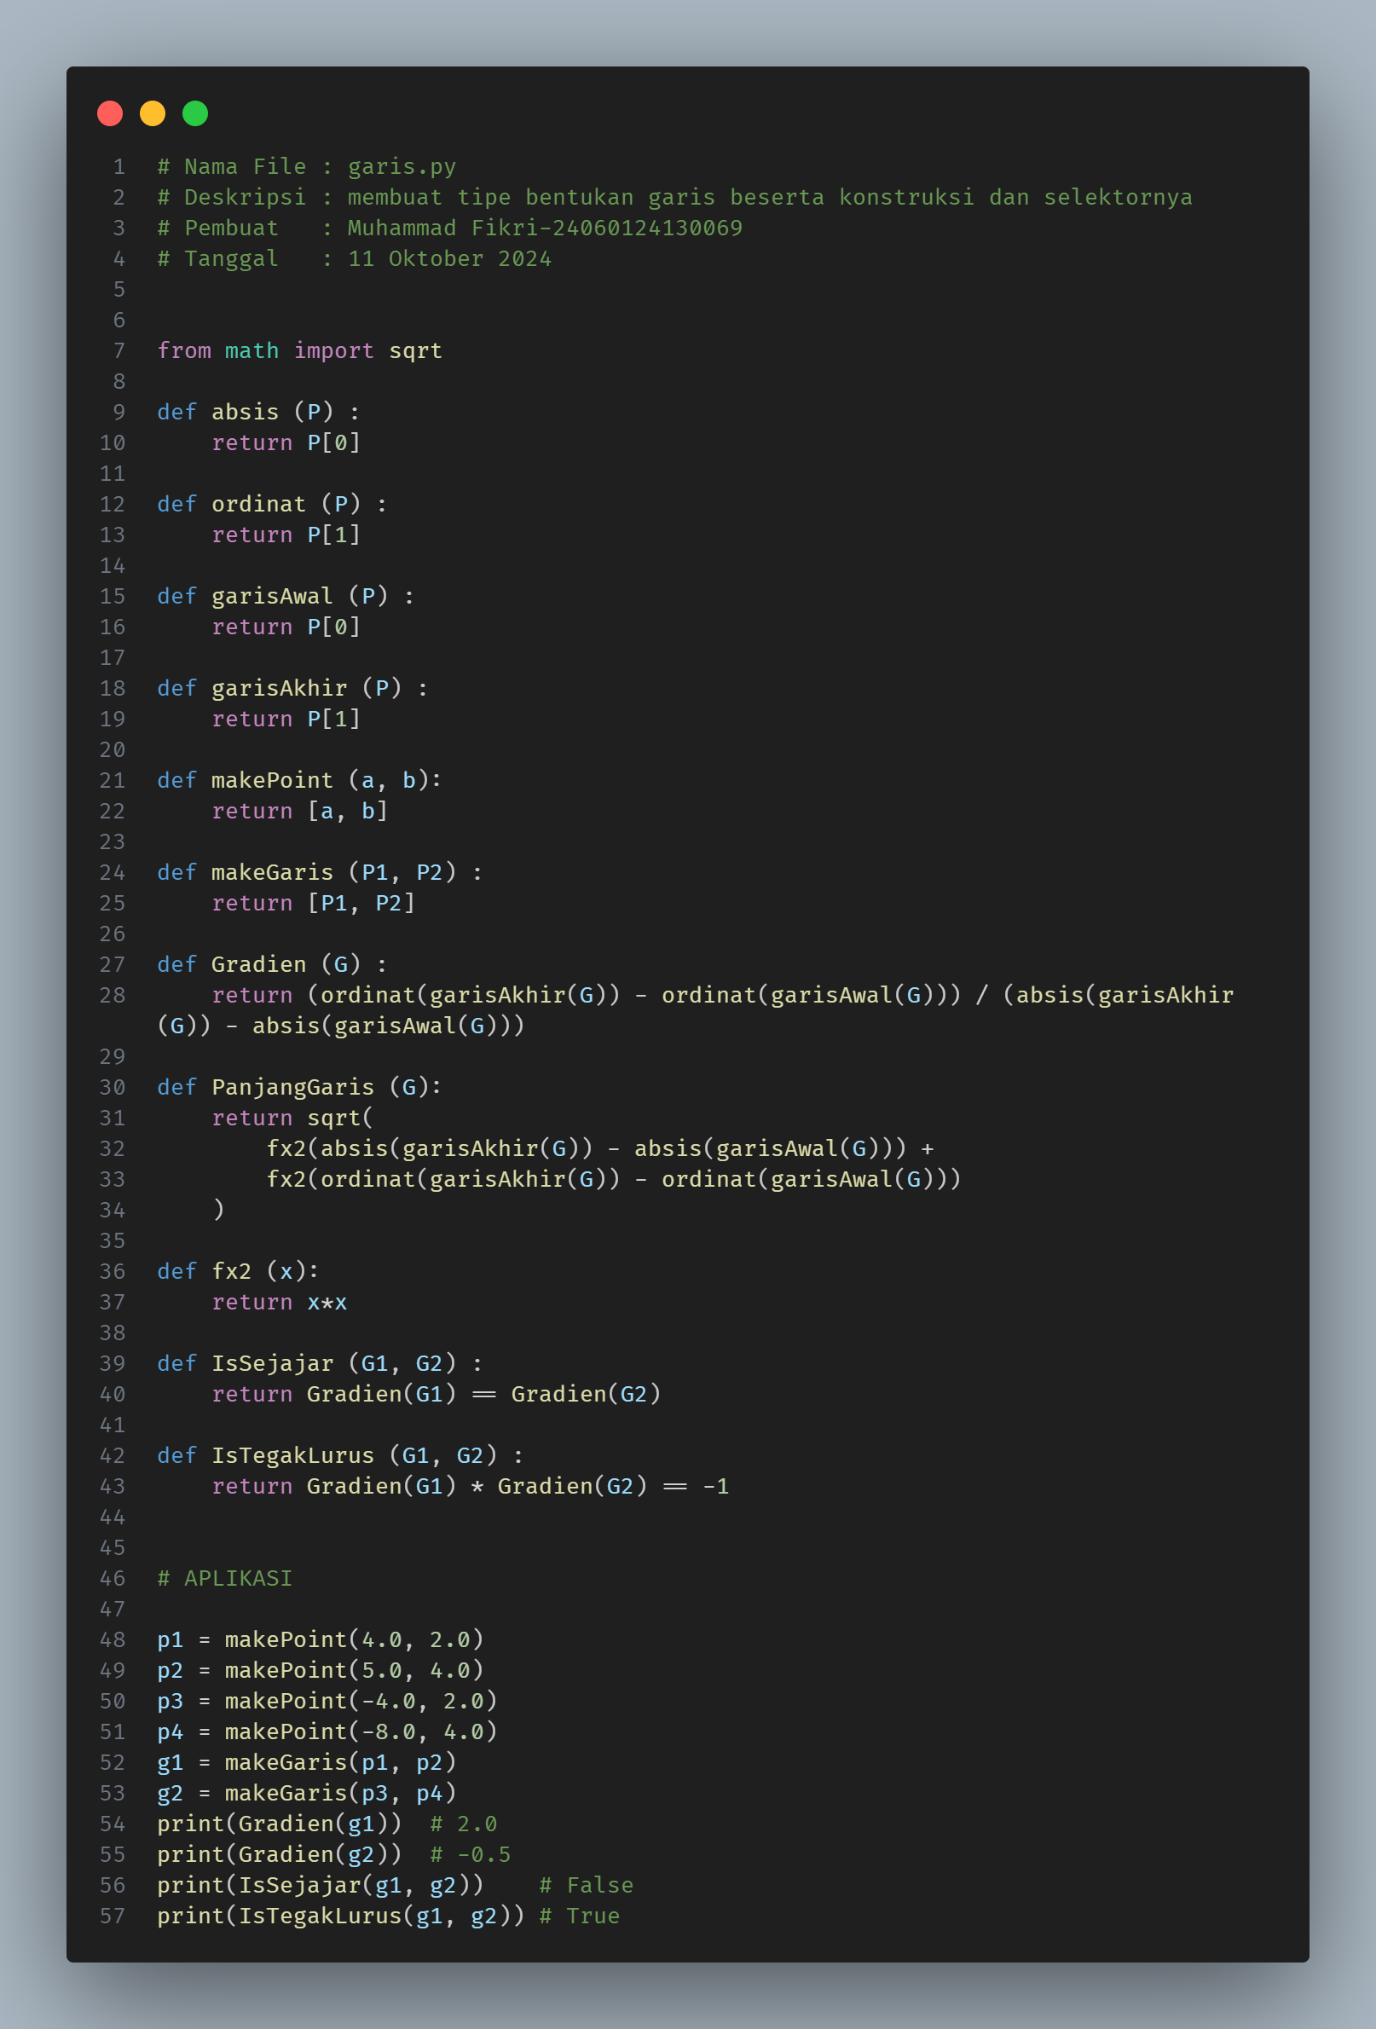 1 # Nama File : garis.py
2 # Deskripsi : membuat tipe bentukan garis beserta konstruksi dan selektornya
3 # Pembuat   : Muhammad Fikri-24060124130069
4 # Tanggal   : 11 Oktober 2024
5
6
7 from math import sqrt
8
9 def absis (P) :
10     return P[0]
11
12 def ordinat (P) :
13     return P[1]
14
15 def garisAwal (P) :
16     return P[0]
17
18 def garisAkhir (P) :
19     return P[1]
20
21 def makePoint (a, b):
22     return [a, b]
23
24 def makeGaris (P1, P2) :
25     return [P1, P2]
26
27 def Gradien (G) :
28     return (ordinat(garisAkhir(G)) - ordinat(garisAwal(G))) / (absis(garisAkhir
(G)) - absis(garisAwal(G)))
29
30 def PanjangGaris (G):
31     return sqrt(
32         fx2(absis(garisAkhir(G)) - absis(garisAwal(G))) +
33         fx2(ordinat(garisAkhir(G)) - ordinat(garisAwal(G)))
34     )
35
36 def fx2 (x):
37     return x*x
38
39 def IsSejajar (G1, G2) :
40     return Gradien(G1) == Gradien(G2)
41
42 def IsTegakLurus (G1, G2) :
43     return Gradien(G1) * Gradien(G2) == -1
44
45
46 # APLIKASI
47
48 p1 = makePoint(4.0, 2.0)
49 p2 = makePoint(5.0, 4.0)
50 p3 = makePoint(-4.0, 2.0)
51 p4 = makePoint(-8.0, 4.0)
52 g1 = makeGaris(p1, p2)
53 g2 = makeGaris(p3, p4)
54 print(Gradien(g1))  # 2.0
55 print(Gradien(g2))  # -0.5
56 print(IsSejajar(g1, g2))    # False
57 print(IsTegakLurus(g1, g2)) # True